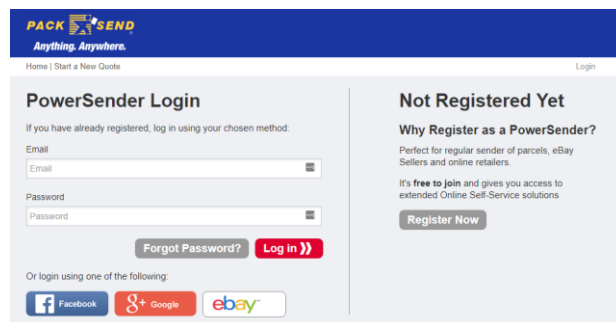 PACK SEND
Anything. Anywhere.
Home | Start a New Quote
Login
PowerSender Login
If you have already registered, log in using your chosen method:
Email
Email
Password
Password
Forgot Password?
Log in ⟫
Or login using one of the following:
f Facebook
g+ Google
ebay
Not Registered Yet
Why Register as a PowerSender?
Perfect for regular sender of parcels, eBay
Sellers and online retailers.
It's free to join and gives you access to
extended Online Self-Service solutions
Register Now